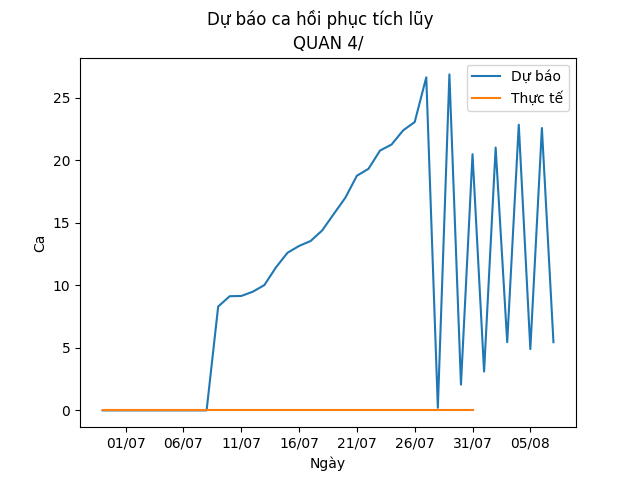 Dự báo ca hồi phục tích lũy
QUAN 4/
Dự báo
Thực tế
Ca
25
20
15
10
5
0
01/07 06/07 11/07 16/07 21/07 26/07 31/07 05/08
Ngày